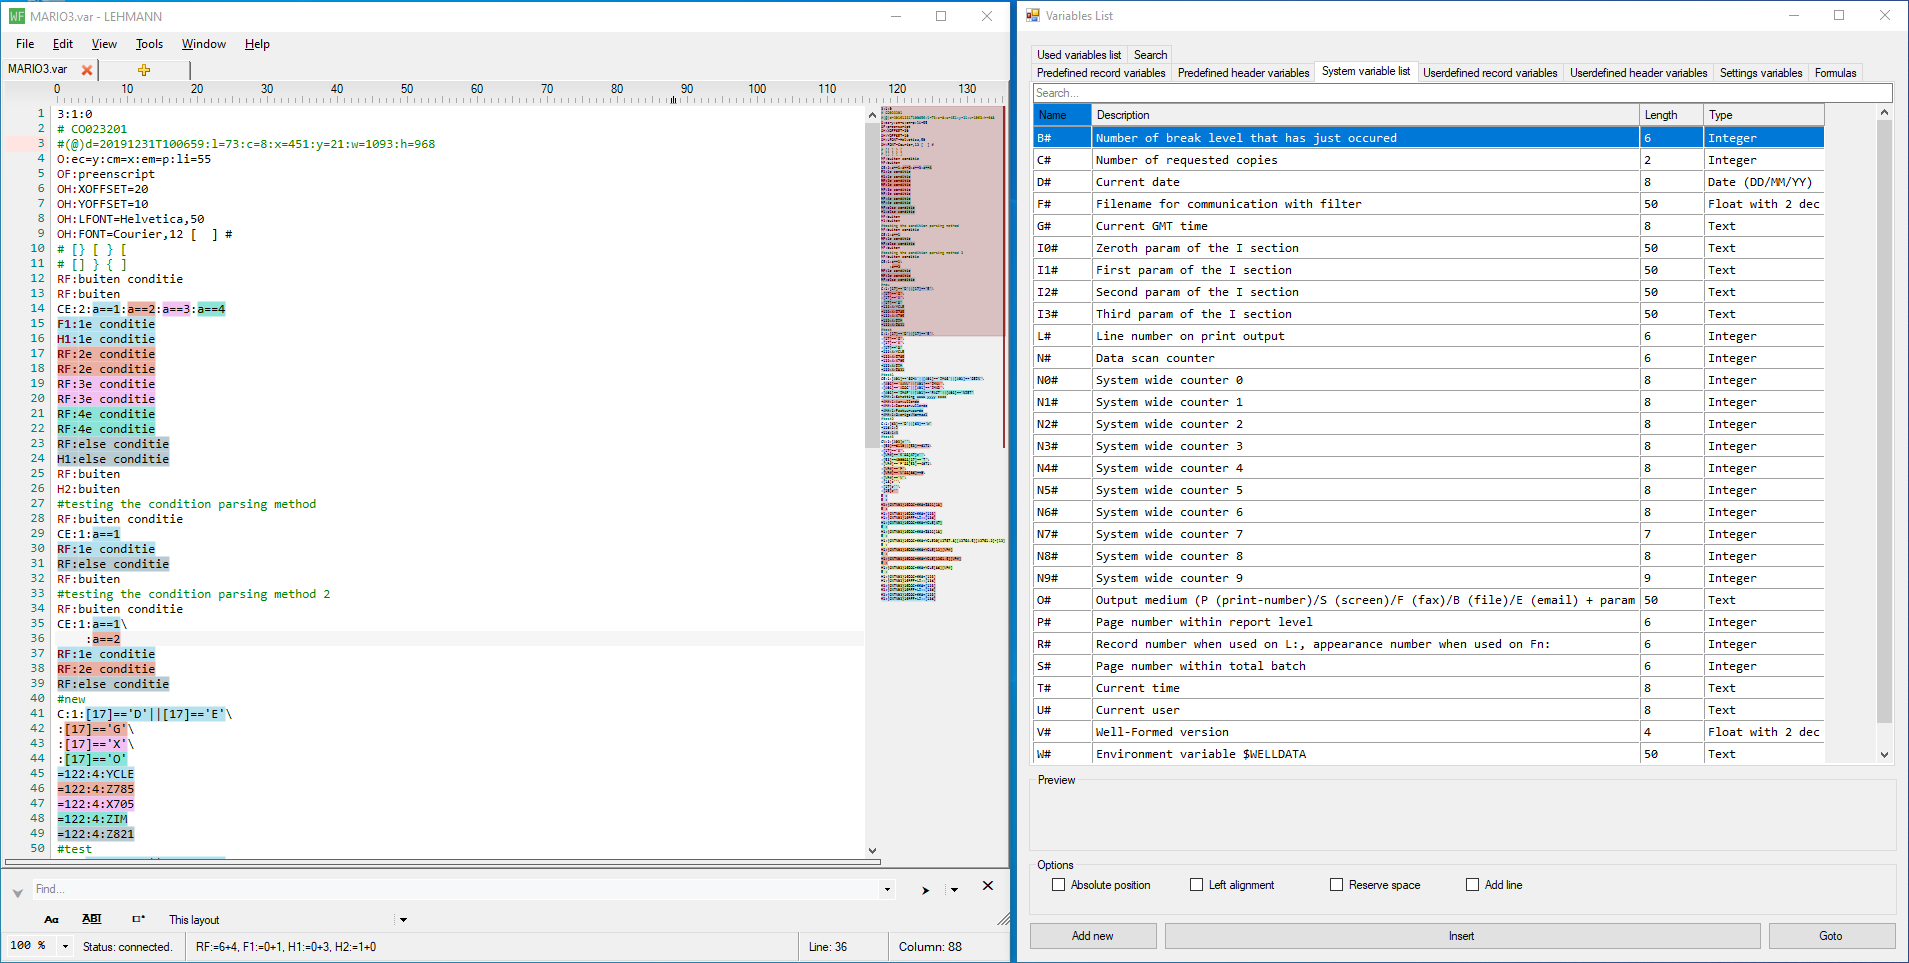 WF MARIO3.var - LEHMANN
File Edit View Tools Window Help
MARIO3.var
0 10 20 30 40 50 60 70 80 90 100 110 120 130
1 3:1:0
2 # CO023201
3 #(@)d=20191231T100659:l=73:c=8:x=451:y=21:w=1093:h=968
4 O:ec=y:cm=x:em=p:li=55
5 OF:preenscript
6 OH:XOFFSET=20
7 OH:YOFFSET=10
8 OH:LFONT=Helvetica,50
9 OH:FONT=Courier,12 [  ] #
10 # [} [ } [
11 # [] } { ]
12 RF:buiten conditie
13 RF:buiten
14 CE:2:a==1:a==2:a==3:a==4
15 F1:1e conditie
16 H1:1e conditie
17 RF:2e conditie
18 RF:2e conditie
19 RF:3e conditie
20 RF:3e conditie
21 RF:4e conditie
22 RF:4e conditie
23 RF:else conditie
24 H1:else conditie
25 RF:buiten
26 H2:buiten
27 #testing the condition parsing method
28 RF:buiten conditie
29 CE:1:a==1
30 RF:1e conditie
31 RF:else conditie
32 RF:buiten
33 #testing the condition parsing method 2
34 RF:buiten conditie
35 CE:1:a==1\
36     :a==2
37 RF:1e conditie
38 RF:2e conditie
39 RF:else conditie
40 #new
41 C:1:[17]=='D'||[17]=='E'\
42 :[17]=='G'\
43 :[17]=='X'\
44 :[17]=='O'
45 =122:4:YCLE
46 =122:4:Z785
47 =122:4:X705
48 =122:4:ZIM
49 =122:4:Z821
50 #test
Find...
Aa ABI This layout
100 % Status: connected. RF:=6+4, F1:=0+1, H1:=0+3, H2:=1+0 Line: 36 Column: 88
Variables List
Used variables list Search
Predefined record variables Predefined header variables System variable list Userdefined record variables Userdefined header variables Settings variables Formulas
Search...
Name Description Length Type
B# Number of break level that has just occured 6 Integer
C# Number of requested copies 2 Integer
D# Current date 8 Date (DD/MM/YY)
F# Filename for communication with filter 50 Float with 2 dec
G# Current GMT time 8 Text
I0# Zeroth param of the I section 50 Text
I1# First param of the I section 50 Text
I2# Second param of the I section 50 Text
I3# Third param of the I section 50 Text
L# Line number on print output 6 Integer
N# Data scan counter 6 Integer
N0# System wide counter 0 8 Integer
N1# System wide counter 1 8 Integer
N2# System wide counter 2 8 Integer
N3# System wide counter 3 8 Integer
N4# System wide counter 4 8 Integer
N5# System wide counter 5 8 Integer
N6# System wide counter 6 8 Integer
N7# System wide counter 7 7 Integer
N8# System wide counter 8 8 Integer
N9# System wide counter 9 9 Integer
O# Output medium (P (print-number)/S (screen)/F (fax)/B (file)/E (email) + param 50 Text
P# Page number within report level 6 Integer
R# Record number when used on L:, appearance number when used on Fn: 6 Integer
S# Page number within total batch 6 Integer
T# Current time 8 Text
U# Current user 8 Text
V# Well-Formed version 4 Float with 2 dec
W# Environment variable $WELLDATA 50 Text
Preview
Options
Absolute position Left alignment Reserve space Add line
Add new Insert Goto